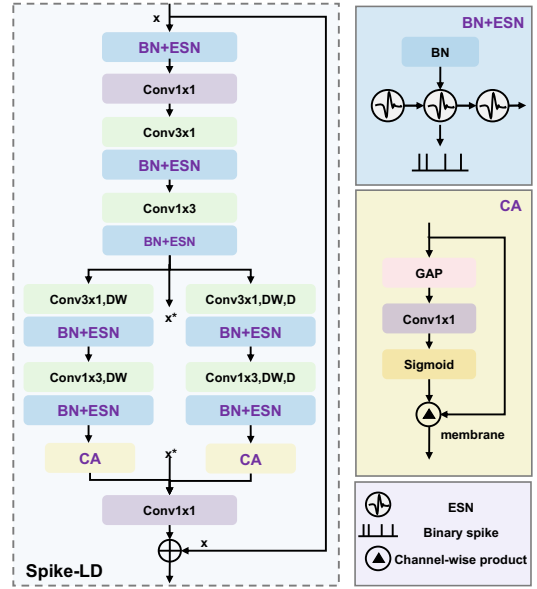 x
BN+ESN
Conv1x1
Conv3x1
BN+ESN
Conv1x3
BN+ESN
Conv3x1,DW
x*
Conv3x1,DW,D
BN+ESN
BN+ESN
Conv1x3,DW
Conv1x3,DW,D
BN+ESN
BN+ESN
CA
x*
CA
Conv1x1
x
Spike-LD
BN+ESN
BN
CA
GAP
Conv1x1
Sigmoid
membrane
ESN
Binary spike
Channel-wise product